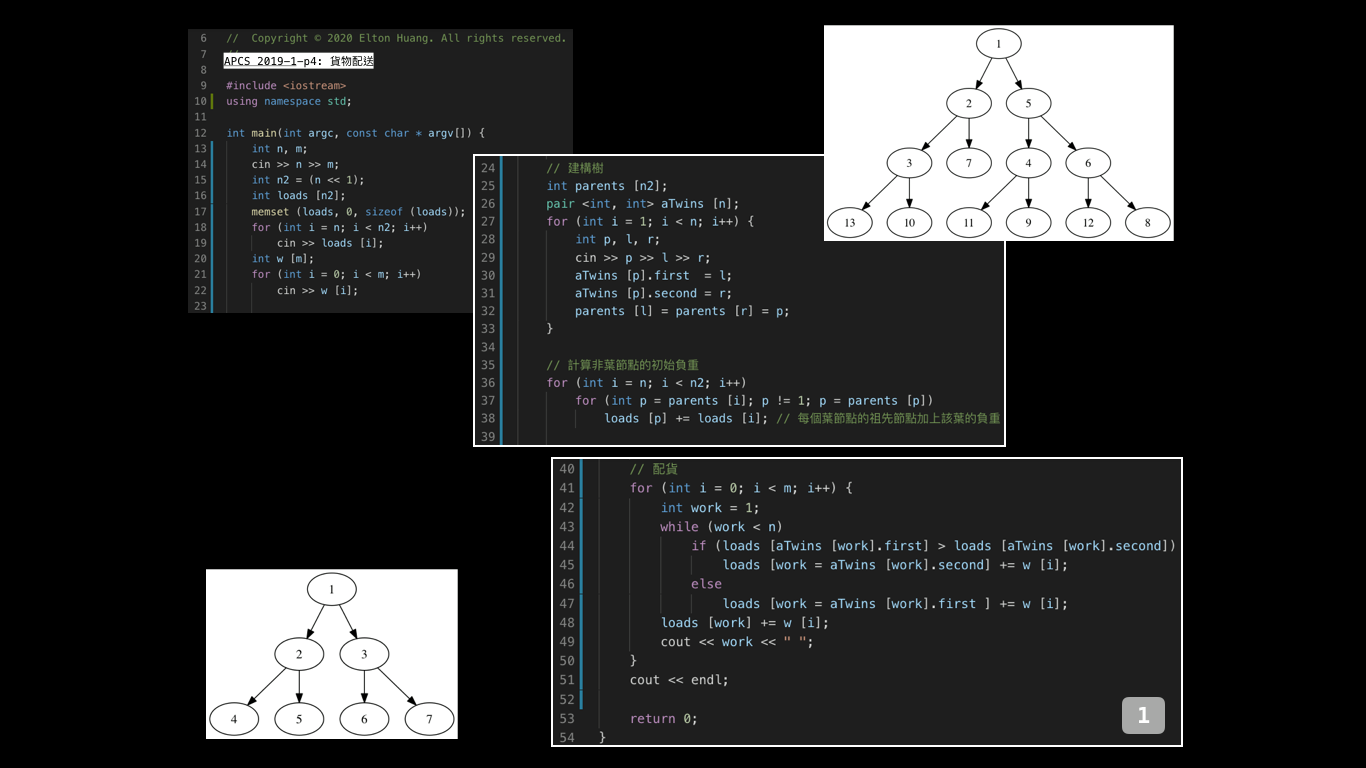 6 //  Copyright © 2020 Elton Huang. All rights reserved.
7 //
APCS 2019-1-p4: 貨物配送
8
9 #include <iostream>
10 using namespace std;
11
12 int main(int argc, const char * argv[]) {
13     int n, m;
14     cin >> n >> m;
15     int n2 = (n << 1);
16     int loads [n2];
17     memset (loads, 0, sizeof (loads));
18     for (int i = n; i < n2; i++)
19         cin >> loads [i];
20     int w [m];
21     for (int i = 0; i < m; i++)
22         cin >> w [i];
23
1
2 5
3 7 4 6
13 10 11 9 12 8
24     // 建構樹
25     int parents [n2];
26     pair <int, int> aTwins [n];
27     for (int i = 1; i < n; i++) {
28         int p, l, r;
29         cin >> p >> l >> r;
30         aTwins [p].first  = l;
31         aTwins [p].second = r;
32         parents [l] = parents [r] = p;
33     }
34
35     // 計算非葉節點的初始負重
36     for (int i = n; i < n2; i++)
37         for (int p = parents [i]; p != 1; p = parents [p])
38             loads [p] += loads [i]; // 每個葉節點的祖先節點加上該葉的負重
39
40     // 配貨
41     for (int i = 0; i < m; i++) {
42         int work = 1;
43         while (work < n)
44             if (loads [aTwins [work].first] > loads [aTwins [work].second])
45                 loads [work = aTwins [work].second] += w [i];
46             else
47                 loads [work = aTwins [work].first ] += w [i];
48         loads [work] += w [i];
49         cout << work << " ";
50     }
51     cout << endl;
52
53     return 0;
54 }
1
2 3
4 5 6 7
1